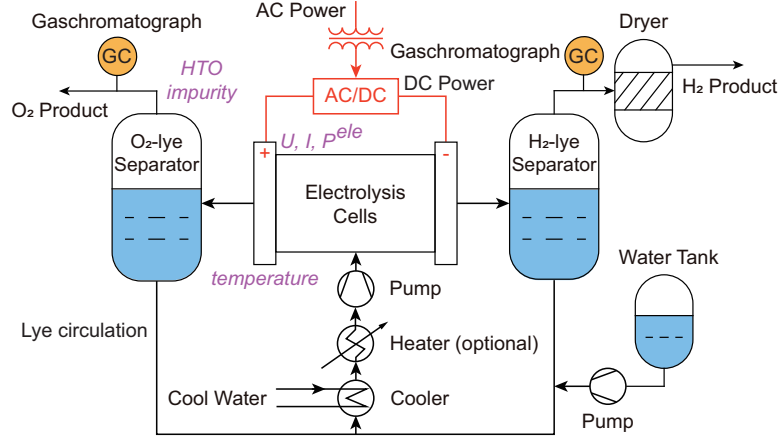 AC Power
Gaschromatograph
Dryer
GC
HTO
impurity
Gaschromatograph
GC
O₂ Product
AC/DC
DC Power
H₂ Product
O₂-lye
Separator
+
U, I, P^ele
-
H₂-lye
Separator
Electrolysis
Cells
temperature
Pump
Water Tank
Lye circulation
Heater (optional)
Cool Water
Cooler
Pump